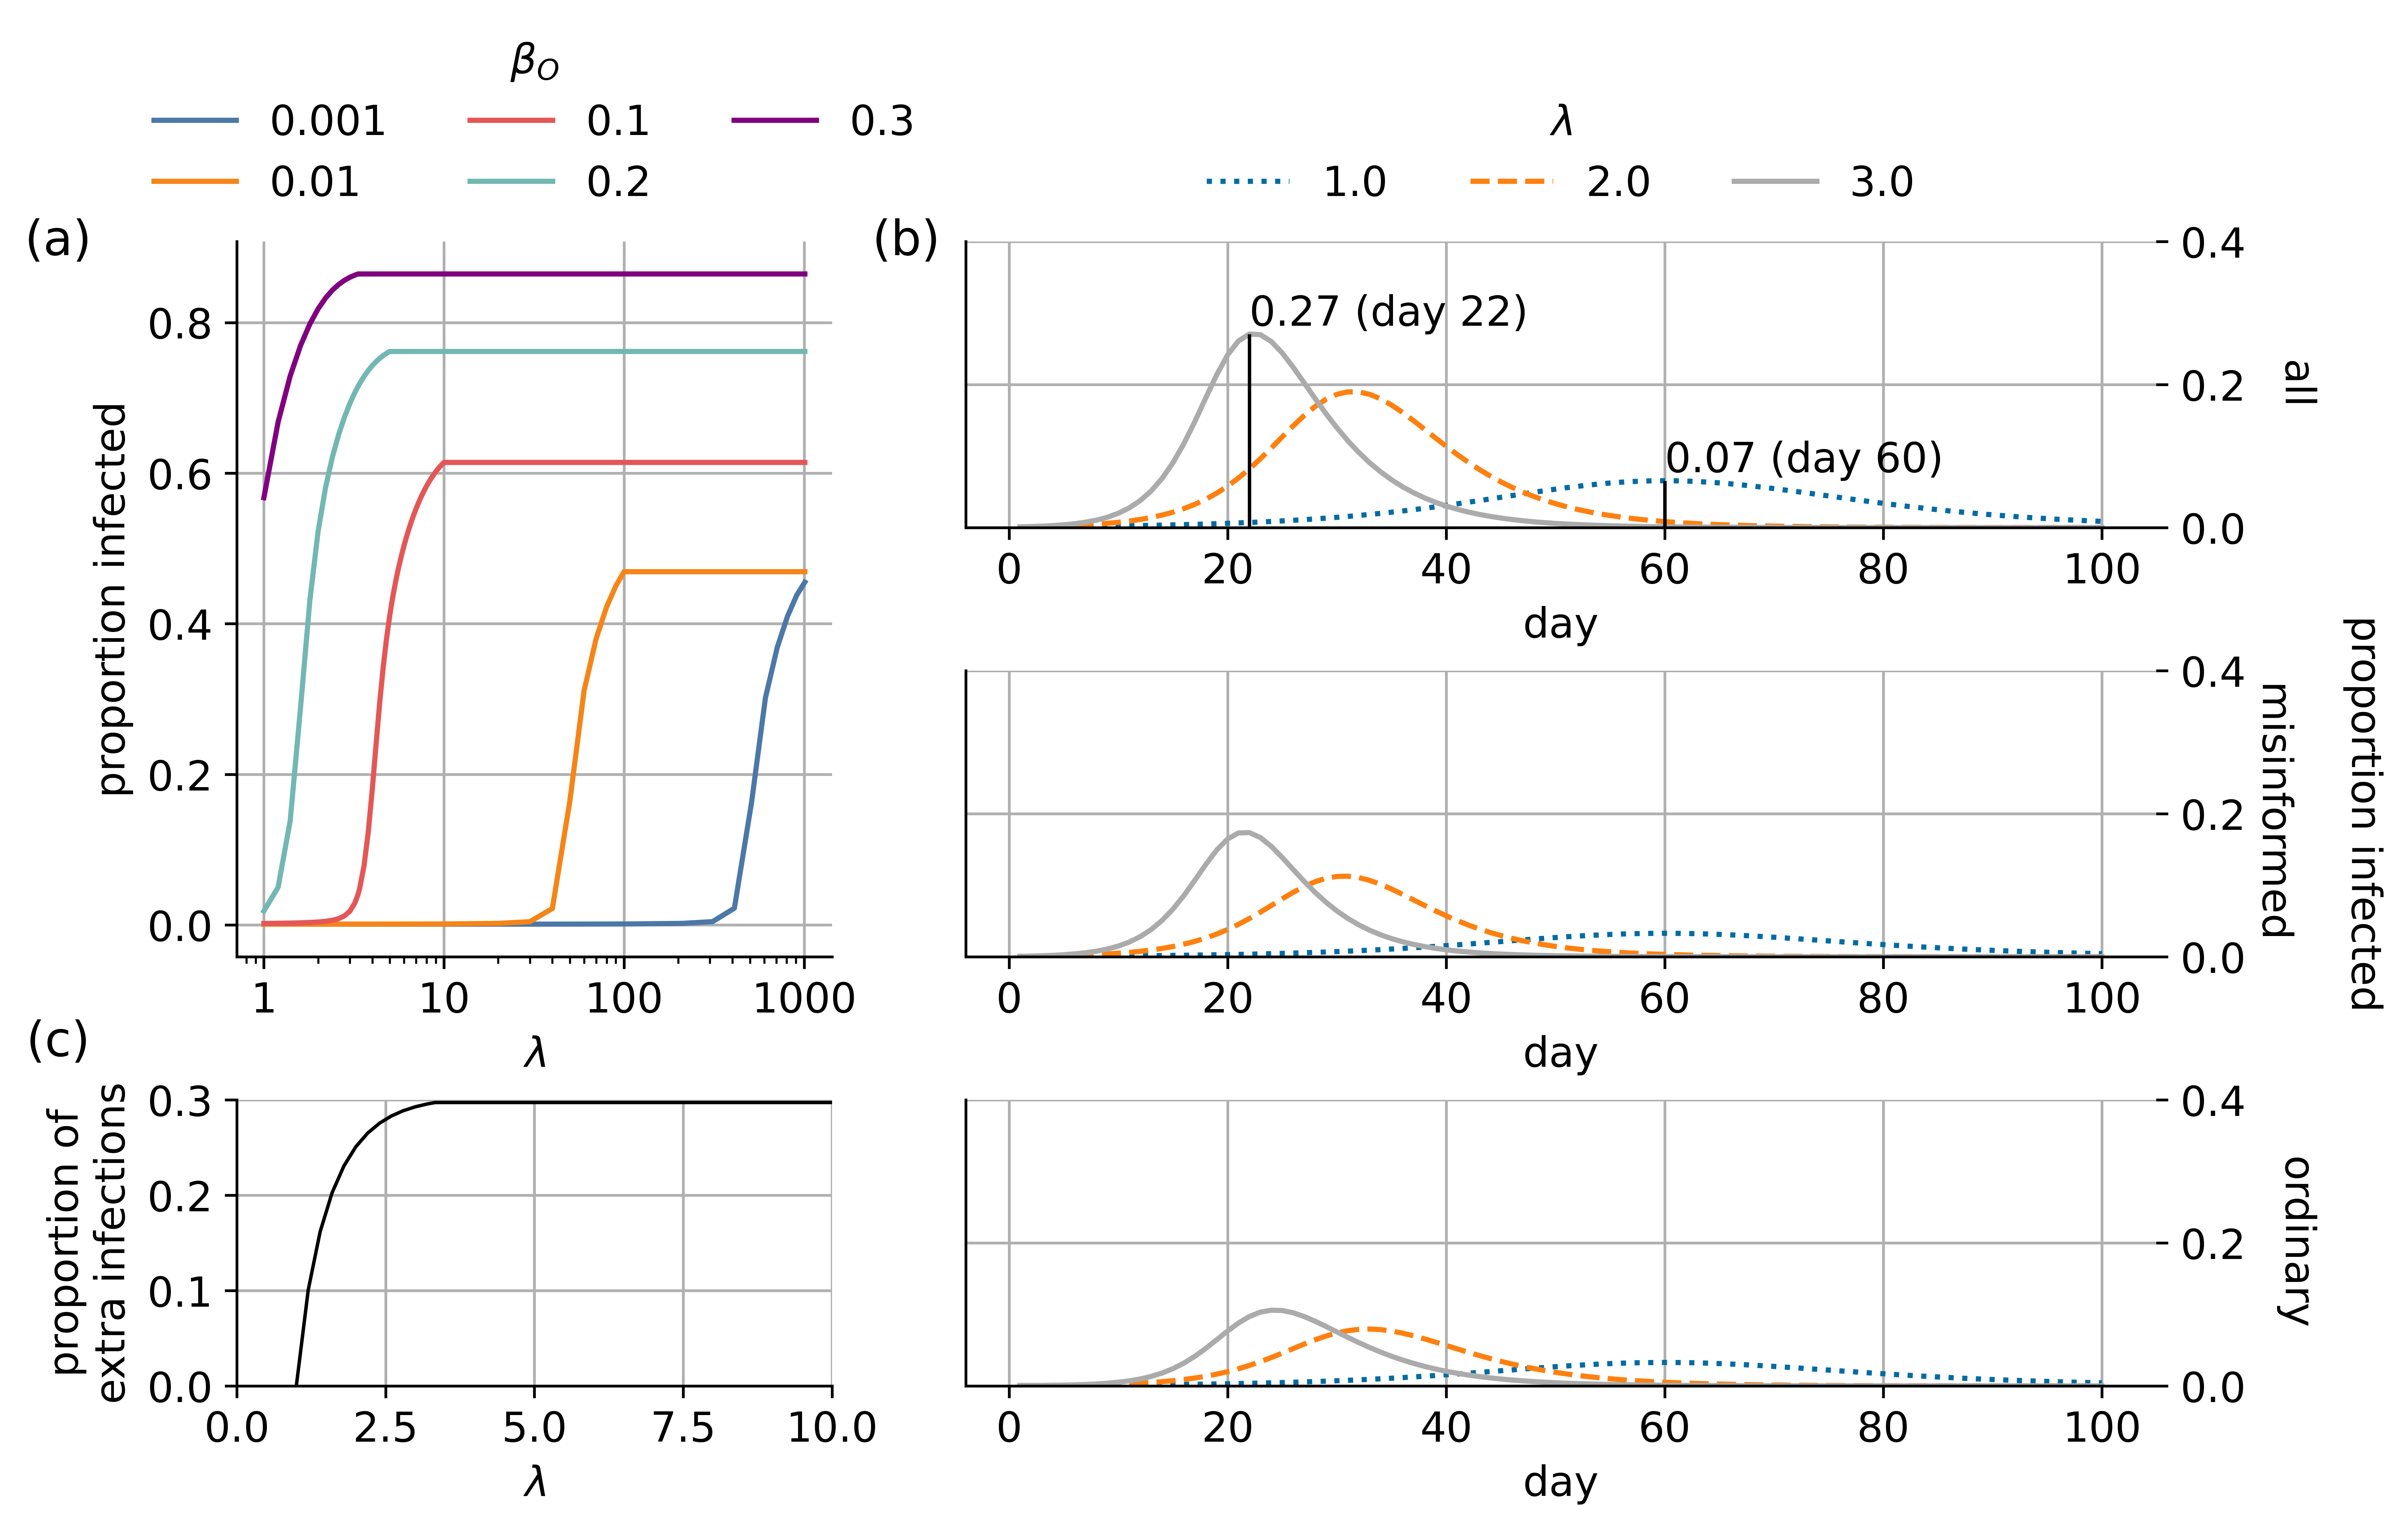 β_O
0.001 0.1 0.3
0.01 0.2
λ
1.0 2.0 3.0
(a)
proportion infected
0.8
0.6
0.4
0.2
0.0
1 10 100 1000
λ
(b)
0.27 (day 22)
0.07 (day 60)
0.4
0.2
0.0
all
0 20 40 60 80 100
day
0.4
0.2
0.0
misinformed
proportion infected
0 20 40 60 80 100
day
(c)
proportion of
extra infections
0.3
0.2
0.1
0.0
0.0 2.5 5.0 7.5 10.0
λ
0.4
0.2
0.0
ordinary
0 20 40 60 80 100
day